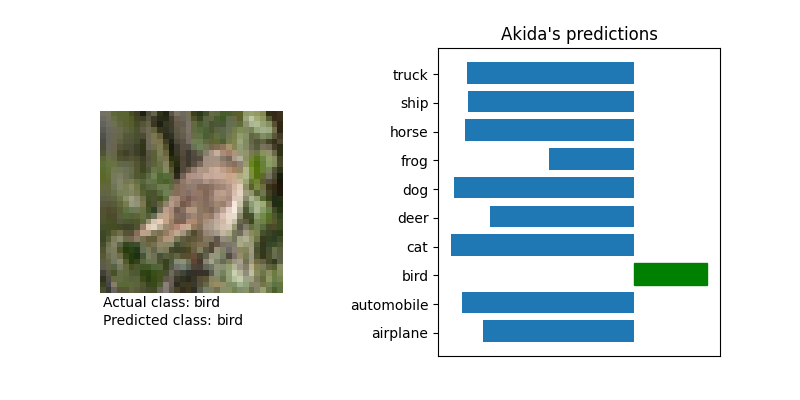 Akida's predictions
truck
ship
horse
frog
dog
deer
cat
bird
automobile
airplane
Actual class: bird
Predicted class: bird